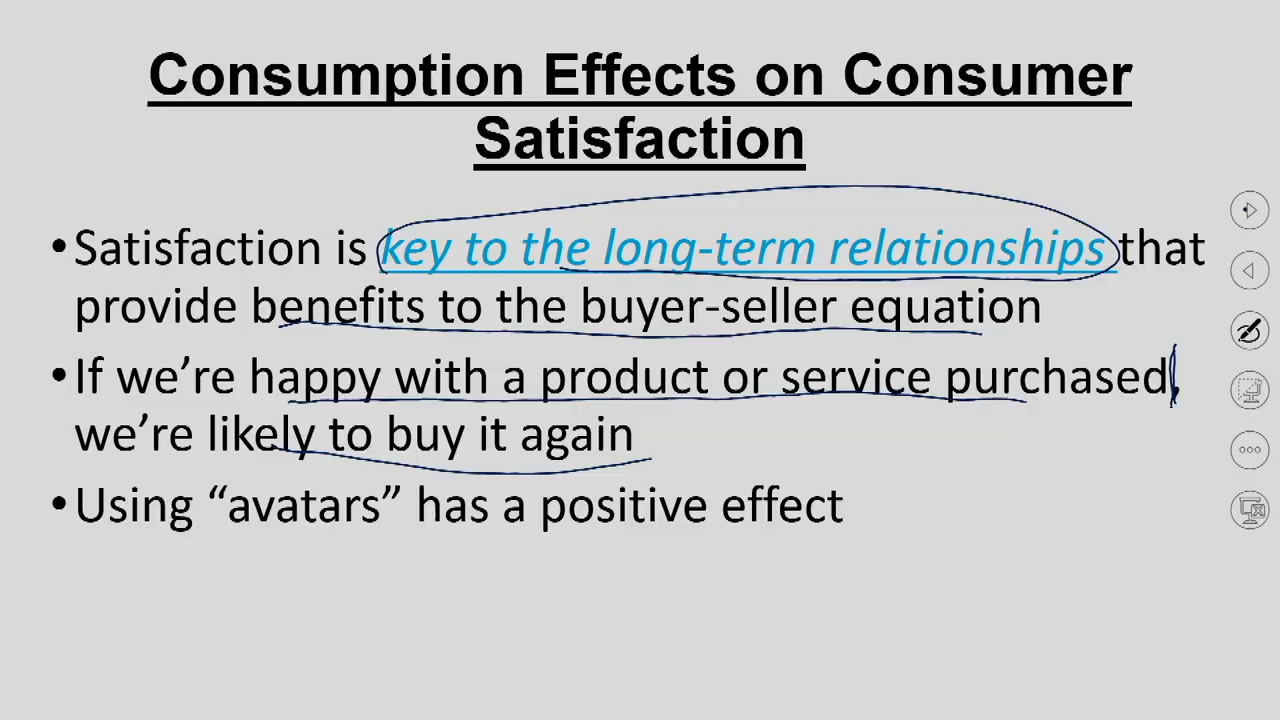 Consumption Effects on Consumer
Satisfaction
•Satisfaction is key to the long-term relationships that
provide benefits to the buyer-seller equation
•If we’re happy with a product or service purchased,
we’re likely to buy it again
•Using “avatars” has a positive effect